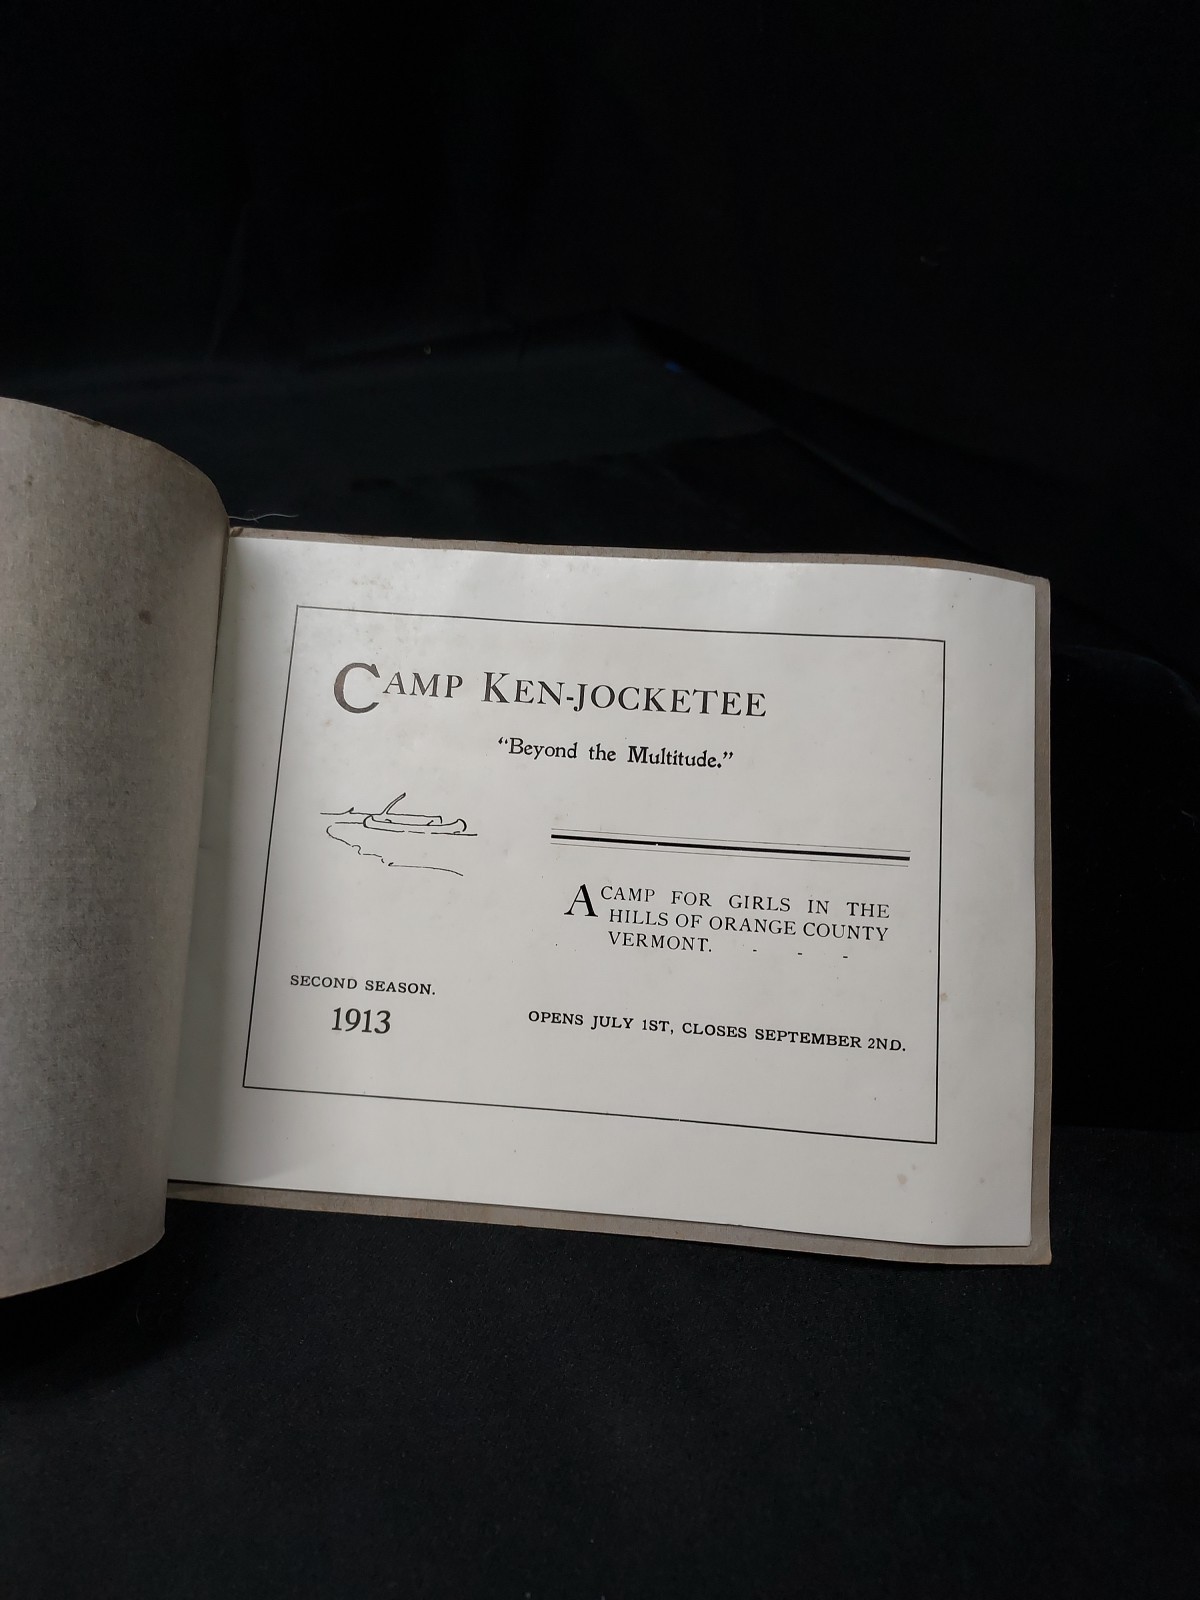 CAMP KEN-JOCKETEE
“Beyond the Multitude.”
A CAMP FOR GIRLS IN THE
HILLS OF ORANGE COUNTY
VERMONT. - - -
SECOND SEASON.
1913
OPENS JULY 1ST, CLOSES SEPTEMBER 2ND.